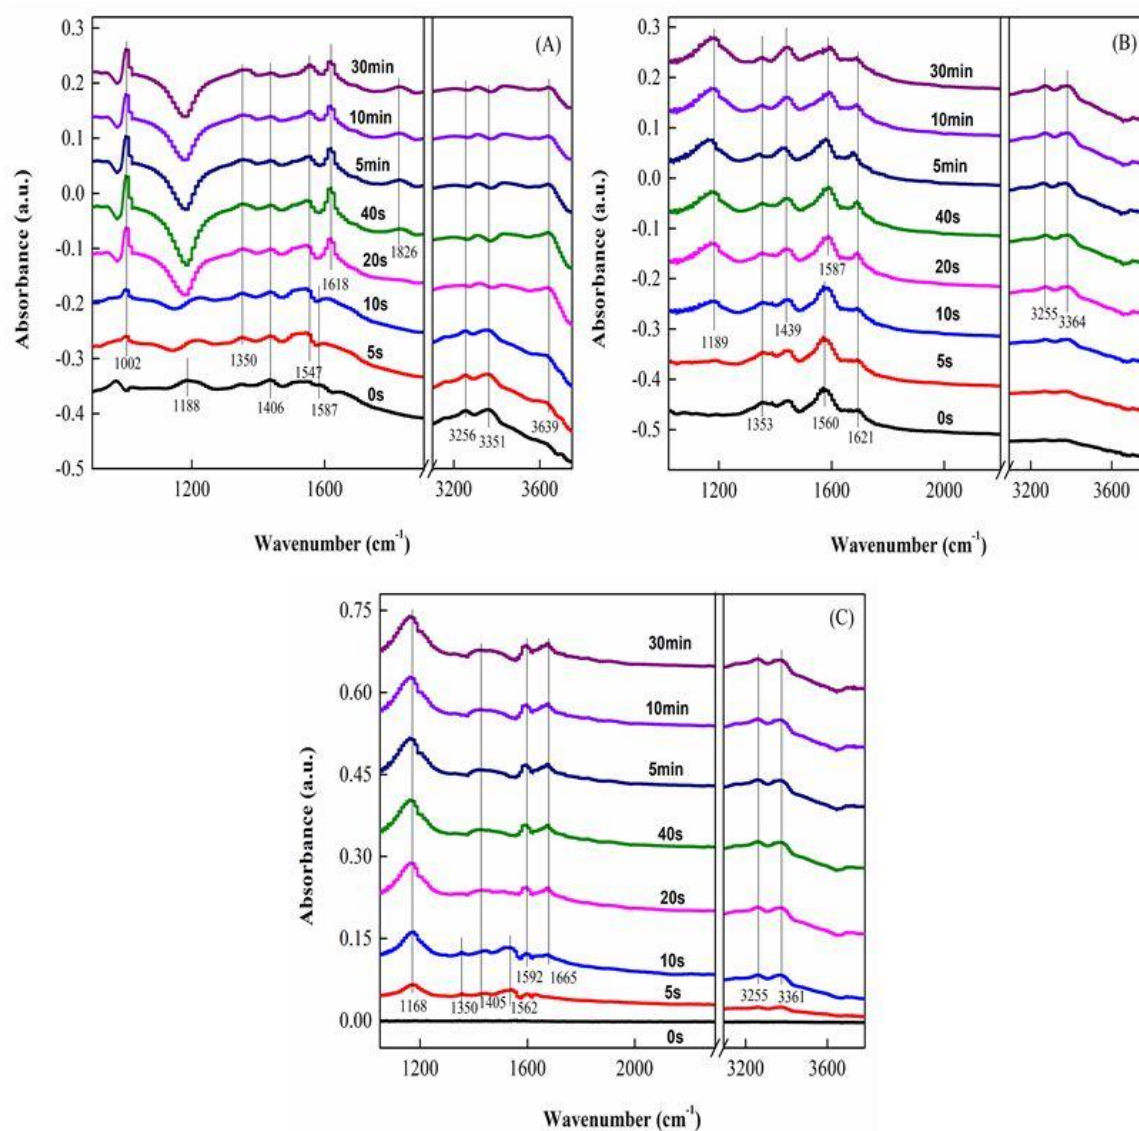 (A)
0.3
0.2
0.1
0.0
-0.1
-0.2
-0.3
-0.4
-0.5
Absorbance (a.u.)
30min
10min
5min
40s
20s
10s
5s
0s
1826
1618
1002
1350
1547
1188
1406
1587
3256
3351
3639
1200
1600
3200
3600
Wavenumber (cm-1)
(B)
0.3
0.2
0.1
0.0
-0.1
-0.2
-0.3
-0.4
-0.5
Absorbance (a.u.)
30min
10min
5min
40s
20s
10s
5s
0s
1587
1439
1189
1353
1560
1621
3255
3364
1200
1600
2000
3200
3600
Wavenumber (cm-1)
(C)
0.75
0.60
0.45
0.30
0.15
0.00
Absorbance (a.u.)
30min
10min
5min
40s
20s
10s
5s
0s
1592
1665
1168
1350
1405
1562
3255
3361
1200
1600
2000
3200
3600
Wavenumber (cm-1)